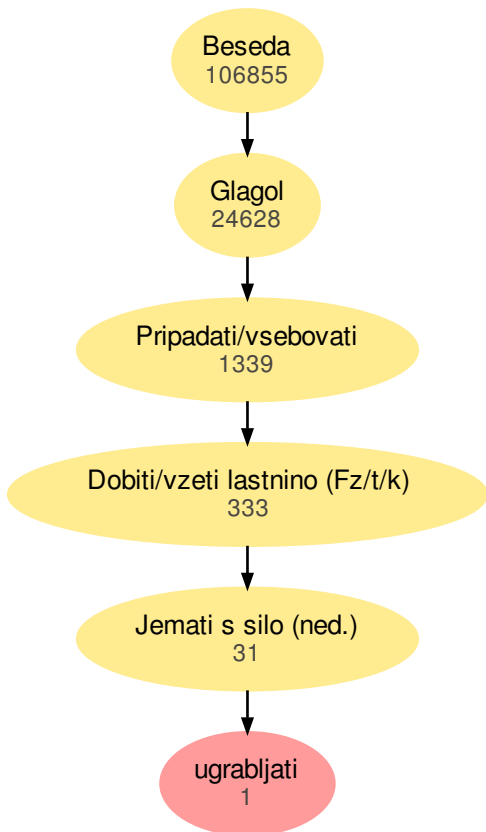 Beseda
106855
Glagol
24628
Pripadati/vsebovati
1339
Dobiti/vzeti lastnino (Fz/t/k)
333
Jemati s silo (ned.)
31
ugrabljati
1